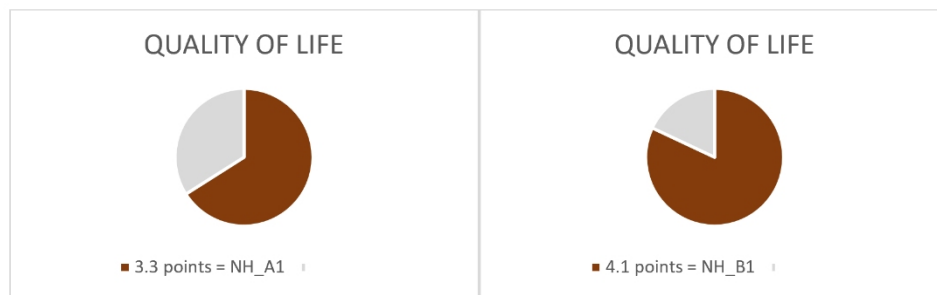 QUALITY OF LIFE
3.3 points = NH_A1
QUALITY OF LIFE
4.1 points = NH_B1